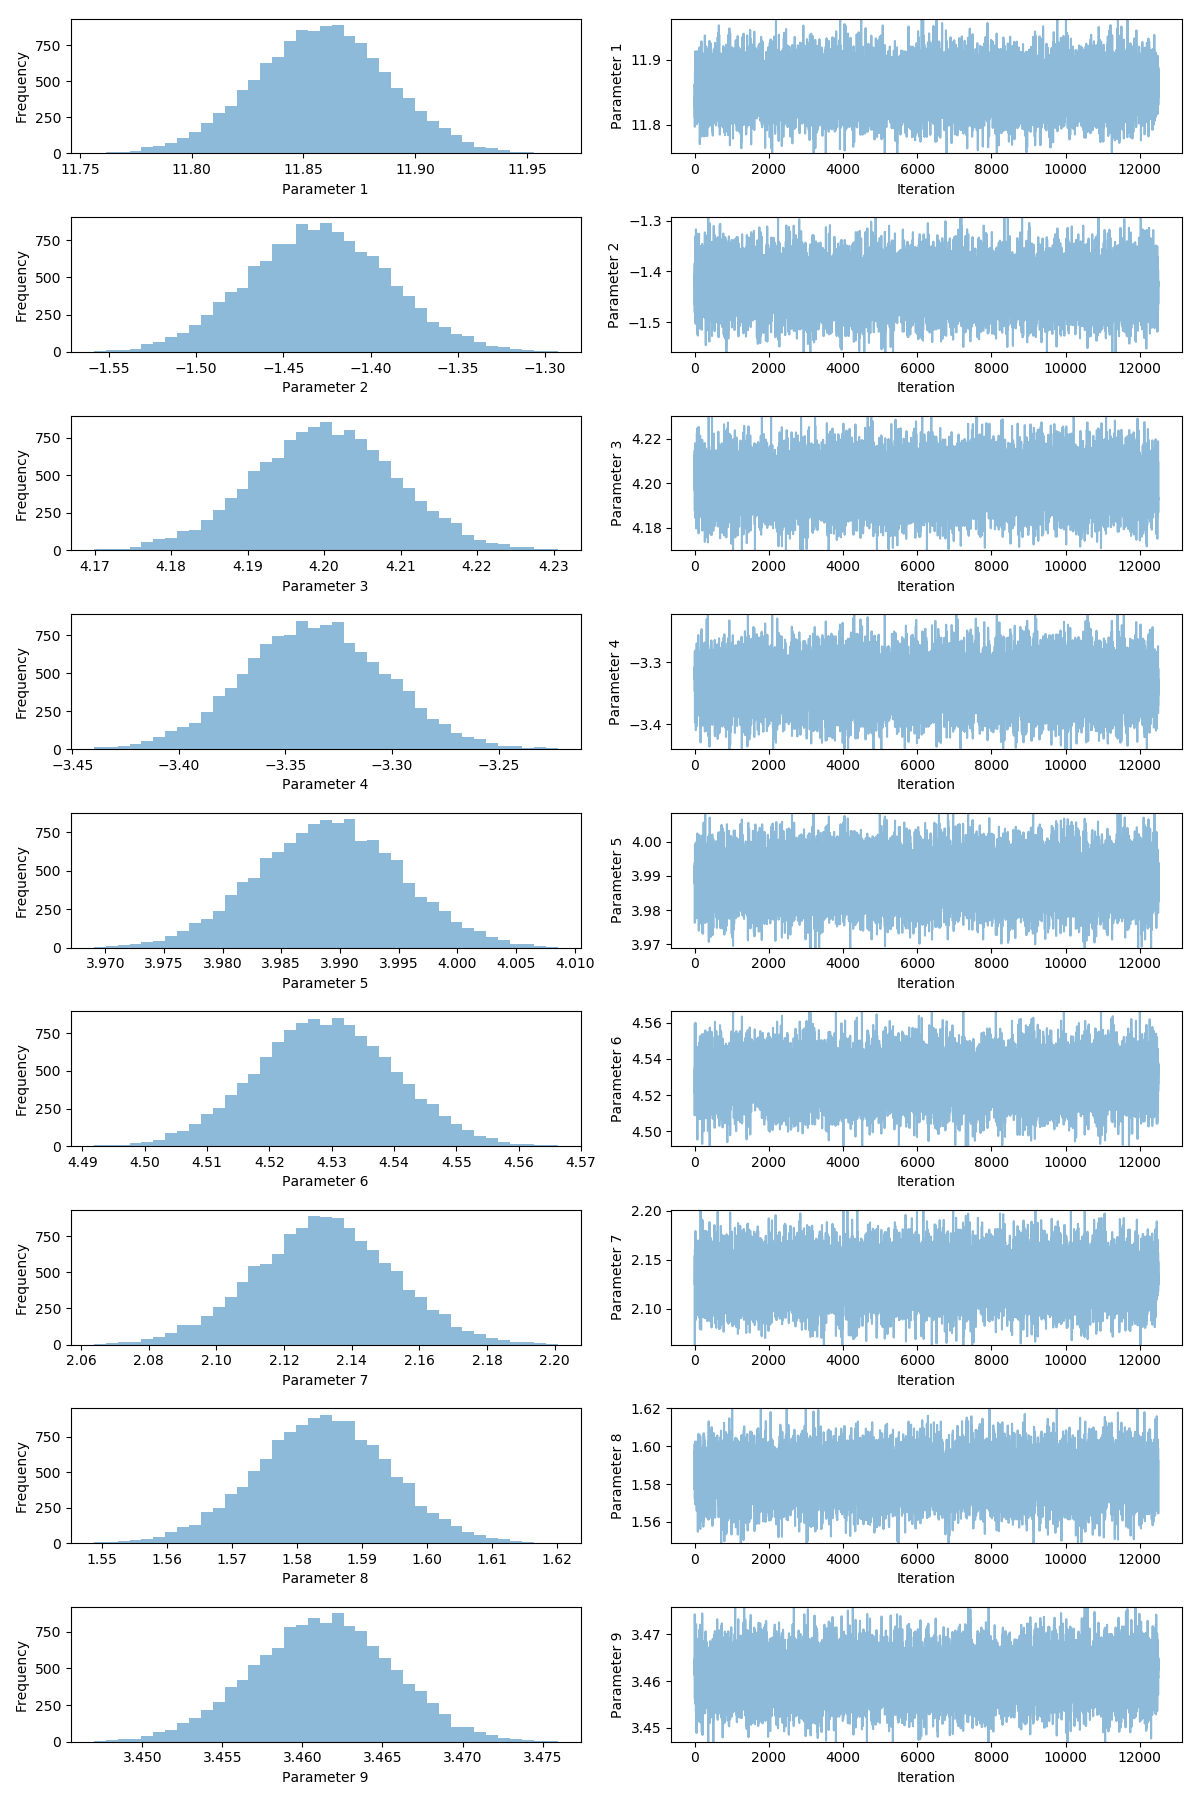 750
500
250
0
Frequency
11.75 11.80 11.85 11.90 11.95
Parameter 1
11.9
11.8
Parameter 1
0 2000 4000 6000 8000 10000 12000
Iteration
750
500
250
0
Frequency
−1.55 −1.50 −1.45 −1.40 −1.35 −1.30
Parameter 2
−1.3
−1.4
−1.5
Parameter 2
0 2000 4000 6000 8000 10000 12000
Iteration
750
500
250
0
Frequency
4.17 4.18 4.19 4.20 4.21 4.22 4.23
Parameter 3
4.22
4.20
4.18
Parameter 3
0 2000 4000 6000 8000 10000 12000
Iteration
750
500
250
0
Frequency
−3.45 −3.40 −3.35 −3.30 −3.25
Parameter 4
−3.3
−3.4
Parameter 4
0 2000 4000 6000 8000 10000 12000
Iteration
750
500
250
0
Frequency
3.970 3.975 3.980 3.985 3.990 3.995 4.000 4.005 4.010
Parameter 5
4.00
3.99
3.98
3.97
Parameter 5
0 2000 4000 6000 8000 10000 12000
Iteration
750
500
250
0
Frequency
4.49 4.50 4.51 4.52 4.53 4.54 4.55 4.56 4.57
Parameter 6
4.56
4.54
4.52
4.50
Parameter 6
0 2000 4000 6000 8000 10000 12000
Iteration
750
500
250
0
Frequency
2.06 2.08 2.10 2.12 2.14 2.16 2.18 2.20
Parameter 7
2.20
2.15
2.10
Parameter 7
0 2000 4000 6000 8000 10000 12000
Iteration
750
500
250
0
Frequency
1.55 1.56 1.57 1.58 1.59 1.60 1.61 1.62
Parameter 8
1.62
1.60
1.58
1.56
Parameter 8
0 2000 4000 6000 8000 10000 12000
Iteration
750
500
250
0
Frequency
3.450 3.455 3.460 3.465 3.470 3.475
Parameter 9
3.47
3.46
3.45
Parameter 9
0 2000 4000 6000 8000 10000 12000
Iteration